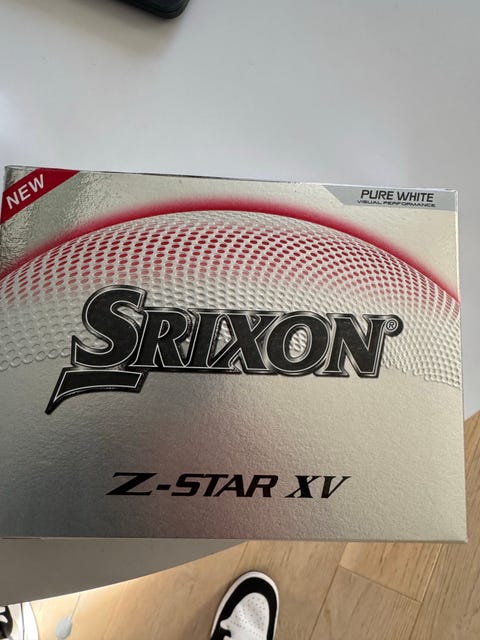 NEW
PURE WHITE
VISUAL PERFORMANCE
SRIXON®
Z-STAR XV